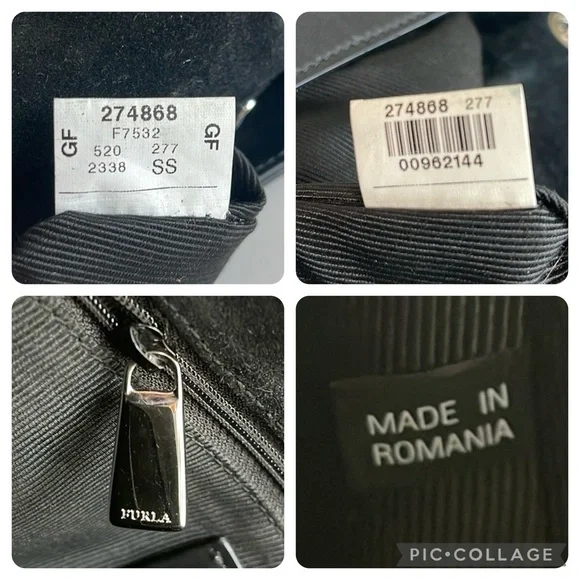 274868
F7532
520 277
2338 SS
GF
GF
274868 277
00962144
FURLA
MADE IN
ROMANIA
PIC•COLLAGE